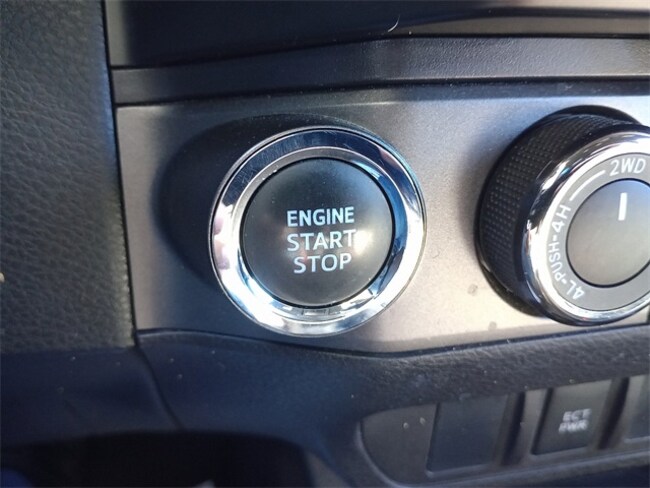 ENGINE
START
STOP
2WD
4L-PUSH-4H
ECT
PWR